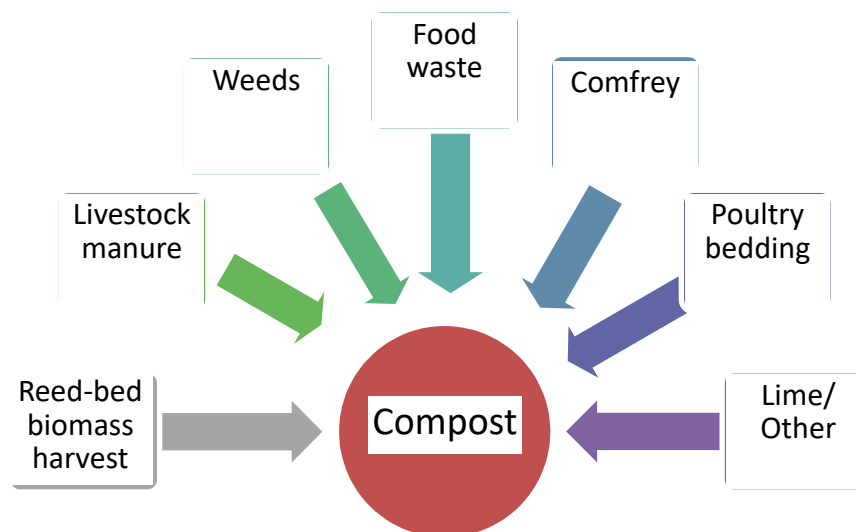 Food
waste
Weeds
Comfrey
Livestock
manure
Poultry
bedding
Reed-bed
biomass
harvest
Compost
Lime/
Other